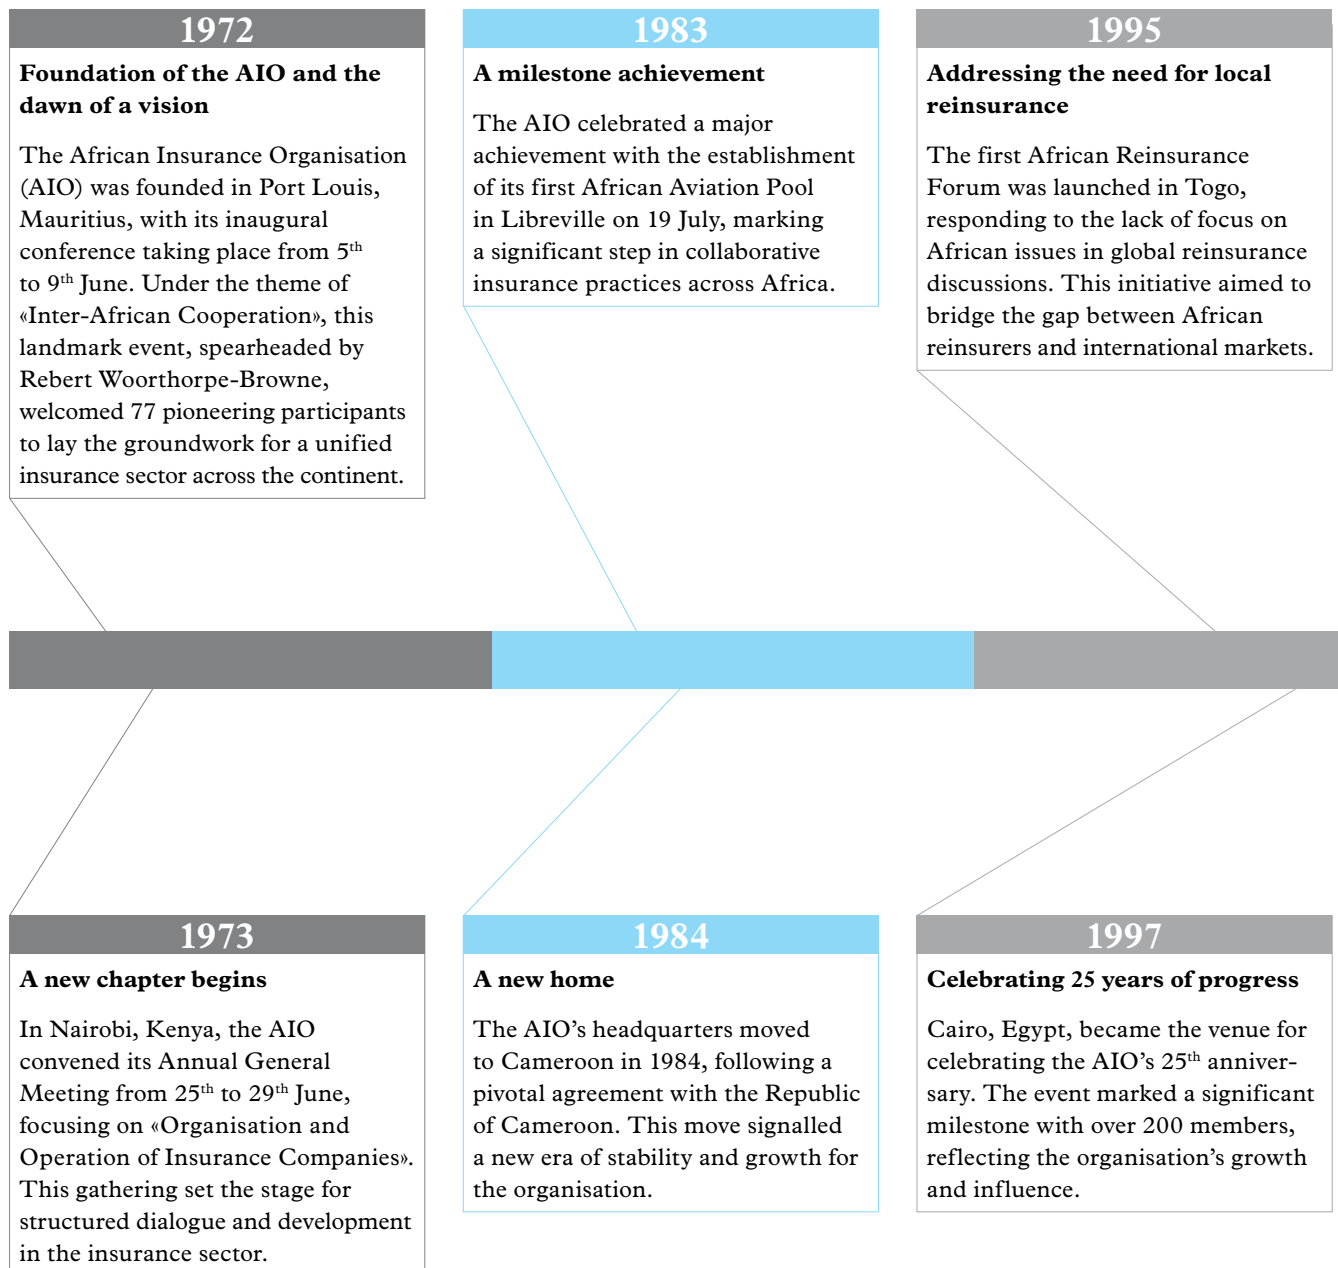 1972
Foundation of the AIO and the
dawn of a vision
The African Insurance Organisation
(AIO) was founded in Port Louis,
Mauritius, with its inaugural
conference taking place from 5th
to 9th June. Under the theme of
«Inter-African Cooperation», this
landmark event, spearheaded by
Rebert Woorthorpe-Browne,
welcomed 77 pioneering participants
to lay the groundwork for a unified
insurance sector across the continent.
1983
A milestone achievement
The AIO celebrated a major
achievement with the establishment
of its first African Aviation Pool
in Libreville on 19 July, marking
a significant step in collaborative
insurance practices across Africa.
1995
Addressing the need for local
reinsurance
The first African Reinsurance
Forum was launched in Togo,
responding to the lack of focus on
African issues in global reinsurance
discussions. This initiative aimed to
bridge the gap between African
reinsurers and international markets.
1973
A new chapter begins
In Nairobi, Kenya, the AIO
convened its Annual General
Meeting from 25th to 29th June,
focusing on «Organisation and
Operation of Insurance Companies».
This gathering set the stage for
structured dialogue and development
in the insurance sector.
1984
A new home
The AIO’s headquarters moved
to Cameroon in 1984, following a
pivotal agreement with the Republic
of Cameroon. This move signalled
a new era of stability and growth for
the organisation.
1997
Celebrating 25 years of progress
Cairo, Egypt, became the venue for
celebrating the AIO’s 25th anniver-
sary. The event marked a significant
milestone with over 200 members,
reflecting the organisation’s growth
and influence.